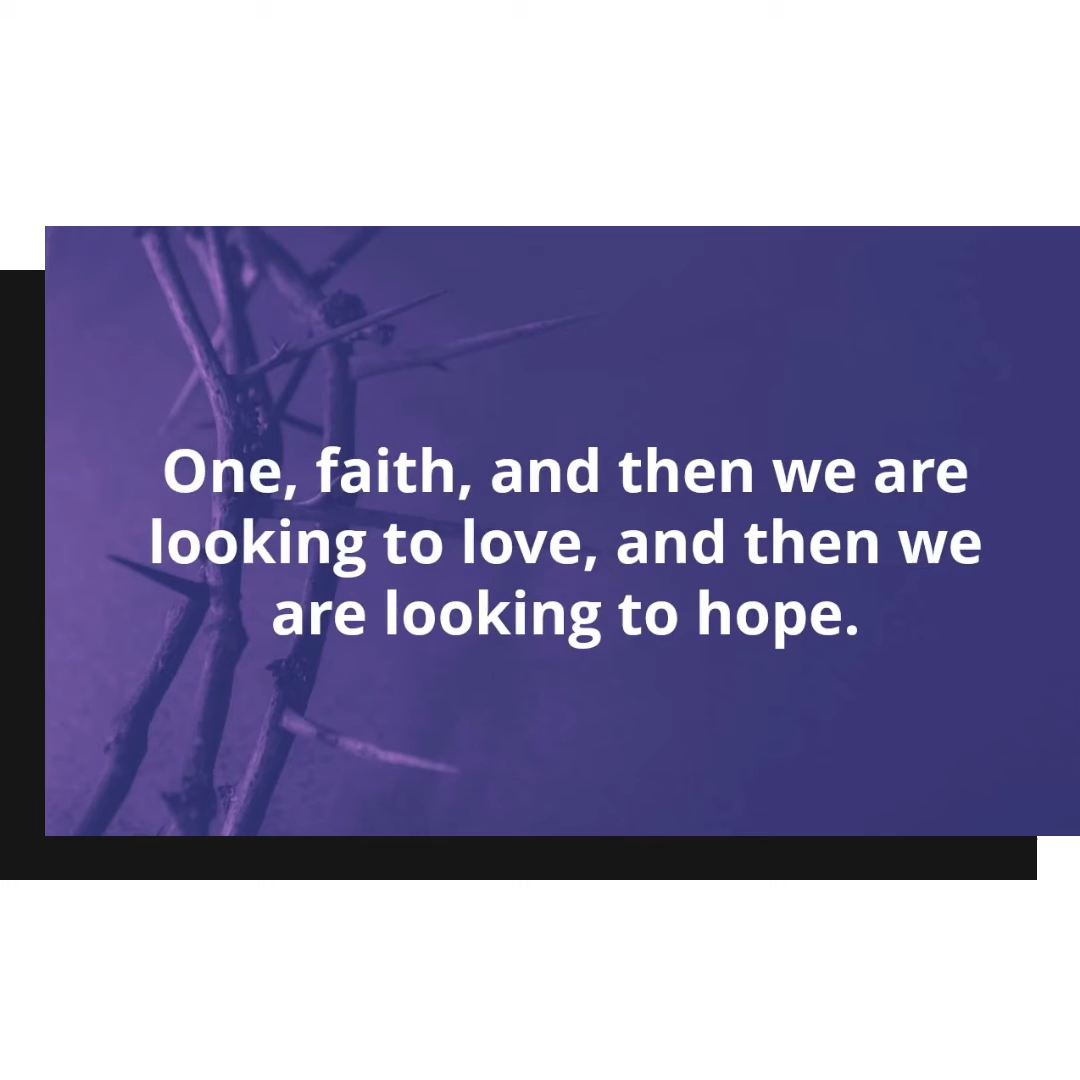 One, faith, and then we are
looking to love, and then we
are looking to hope.